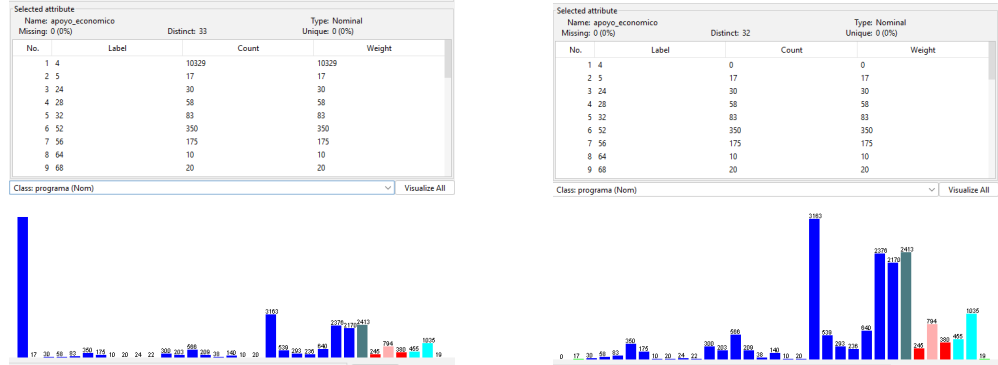 Selected attribute
Name: apoyo_economico Type: Nominal
Missing: 0 (0%) Distinct: 33 Unique: 0 (0%)
No. Label Count Weight
1 4 10329 10329
2 5 17 17
3 24 30 30
4 28 58 58
5 32 83 83
6 52 350 350
7 56 175 175
8 64 10 10
9 68 20 20
Class: programa (Nom) Visualize All
17 30 58 83 350 175 10 20 24 22 300 203 566 209 38 140 10 20 3163 539 293 236 640 2376 2170 2413 245 794 380 455 1035 19
Selected attribute
Name: apoyo_economico Type: Nominal
Missing: 0 (0%) Distinct: 32 Unique: 0 (0%)
No. Label Count Weight
1 4 0 0
2 5 17 17
3 24 30 30
4 28 58 58
5 32 83 83
6 52 350 350
7 56 175 175
8 64 10 10
9 68 20 20
Class: programa (Nom) Visualize All
0 17 30 58 83 350 175 10 20 24 22 300 203 566 209 38 140 10 20 3163 539 293 236 640 2376 2170 2413 245 794 380 455 1035 19